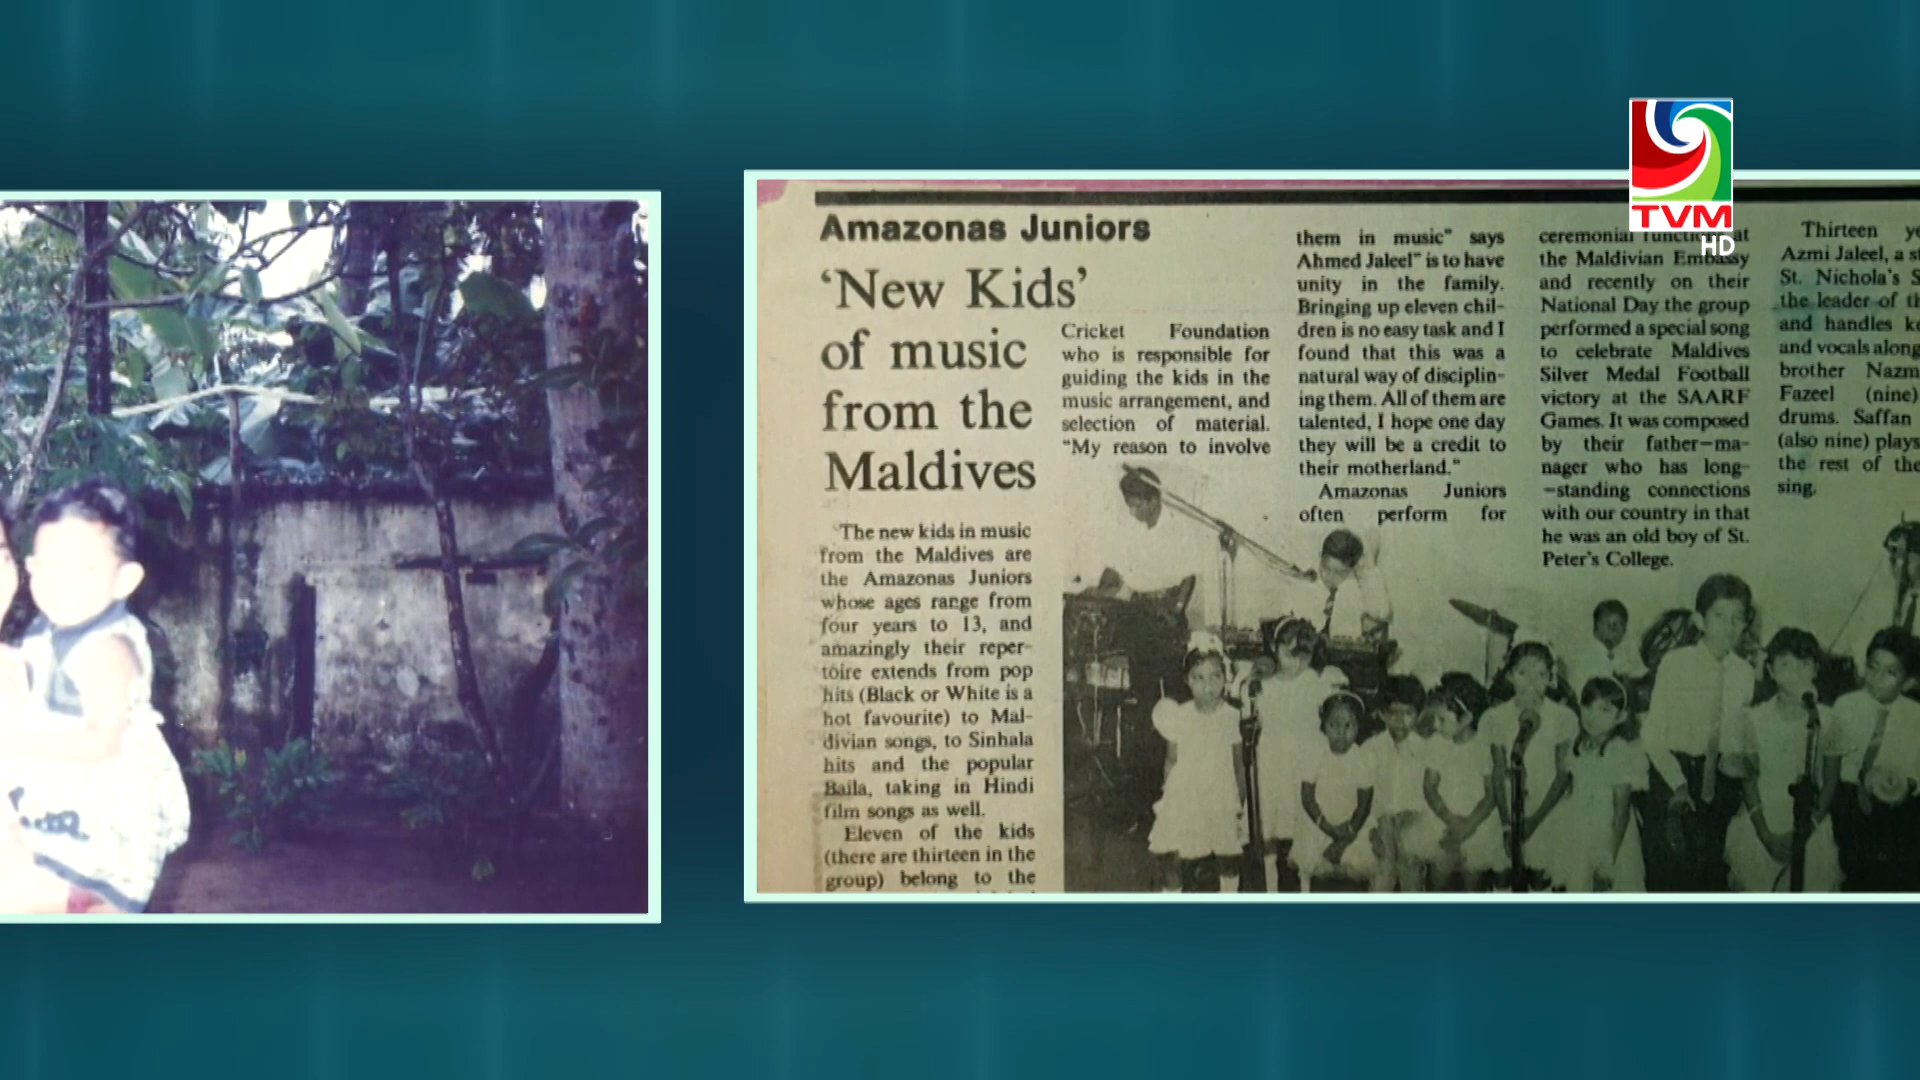 TVM
HD
Amazonas Juniors
‘New Kids’
of music
from the
Maldives
The new kids in music
from the Maldives are
the Amazonas Juniors
whose ages range from
four years to 13, and
amazingly their reper-
toire extends from pop
hits (Black or White is a
hot favourite) to Mal-
divian songs, to Sinhala
hits and the popular
Baila, taking in Hindi
film songs as well.
Eleven of the kids
(there are thirteen in the
group) belong to the
Cricket Foundation
who is responsible for
guiding the kids in the
music arrangement, and
selection of material.
"My reason to involve
them in music" says
Ahmed Jaleel" is to have
unity in the family.
Bringing up eleven chil-
dren is no easy task and I
found that this was a
natural way of disciplin-
ing them. All of them are
talented, I hope one day
they will be a credit to
their motherland."
Amazonas Juniors
often perform for
ceremonial functions at
the Maldivian Embassy
and recently on their
National Day the group
performed a special song
to celebrate Maldives
Silver Medal Football
victory at the SAARF
Games. It was composed
by their father-ma-
nager who has long-
-standing connections
with our country in that
he was an old boy of St.
Peter's College.
Thirteen
Azmi Jaleel, a
St. Nichola's
the leader of
and handles
and vocals along
brother
Fazeel (nine)
drums. Saffan
(also nine) plays
the rest of the
sing.